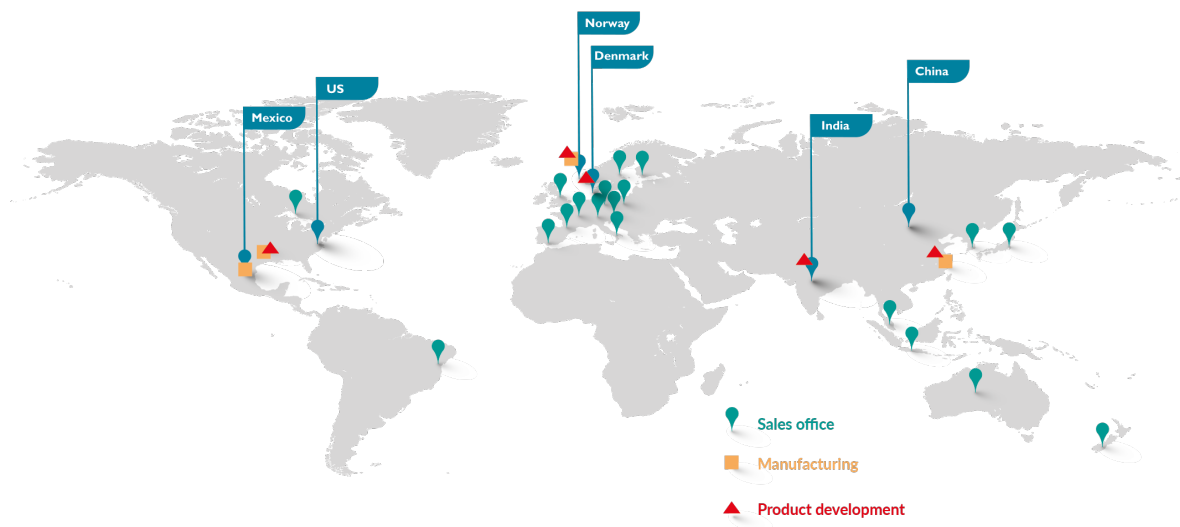 Norway
Denmark
China
US
Mexico
India
Sales office
Manufacturing
Product development